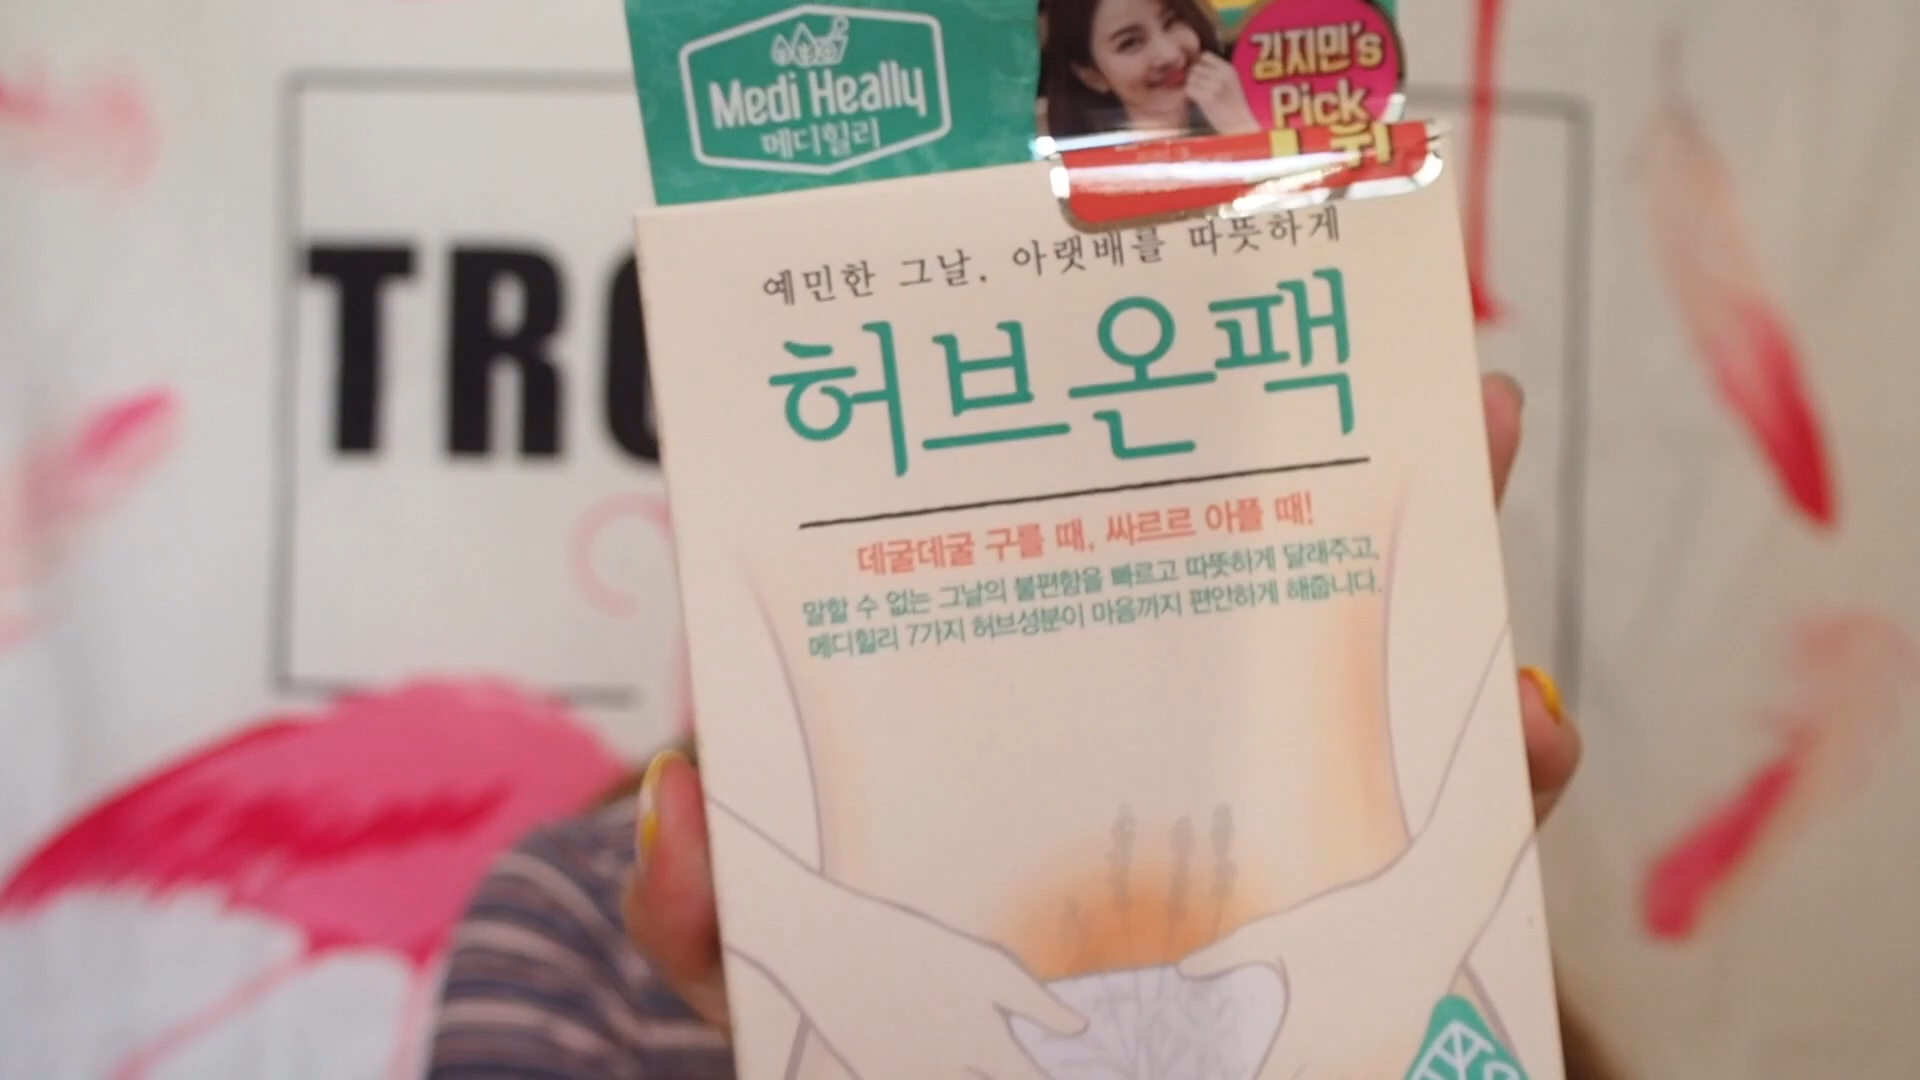 Medi Heally
메디힐리
김지민's
Pick
1위
예민한 그날. 아랫배를 따뜻하게
허브온팩
데굴데굴 구를 때, 싸르르 아플 때!
말할 수 없는 그날의 불편함을 빠르고 따뜻하게 달래주고,
메디힐리 7가지 허브성분이 마음까지 편안하게 해줍니다.
TRO